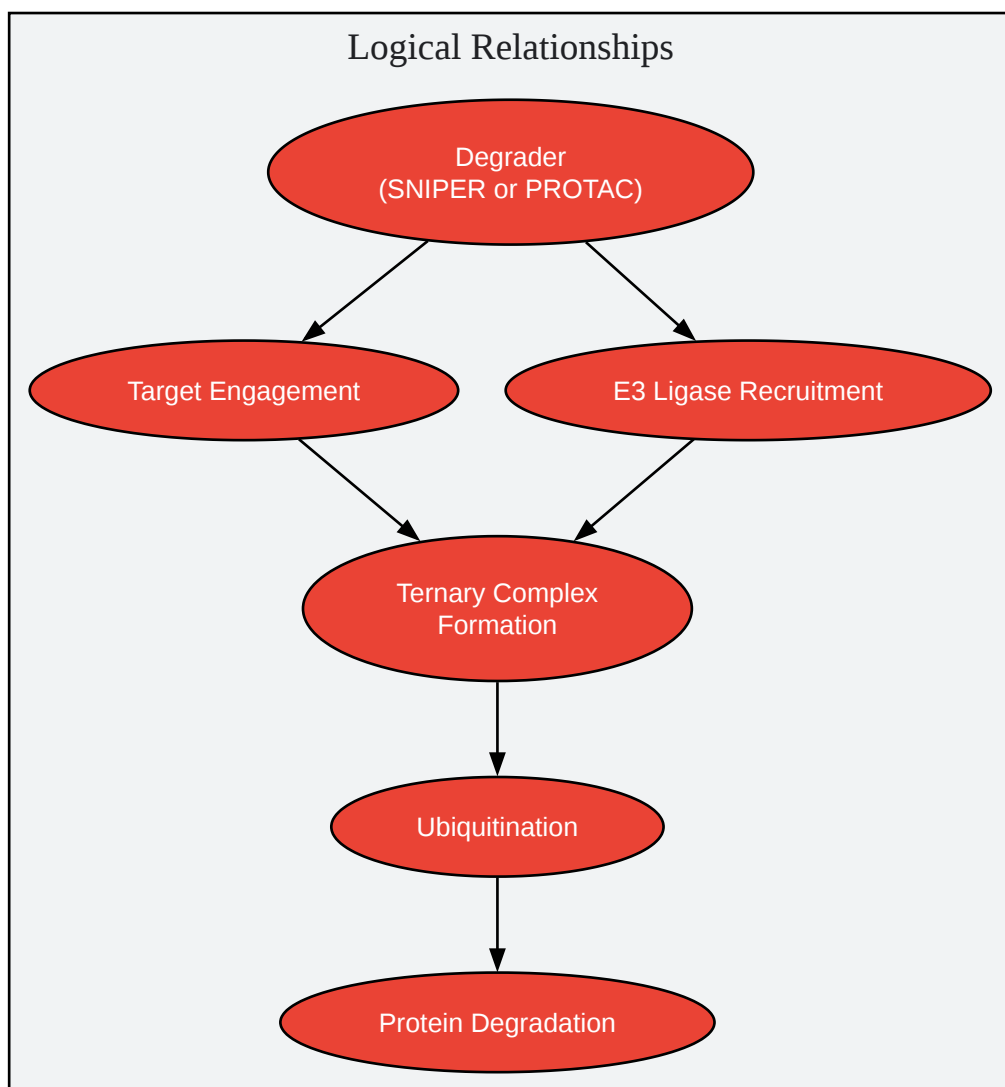 Logical Relationships
Degrader
(SNIPER or PROTAC)
Target Engagement
E3 Ligase Recruitment
Ternary Complex
Formation
Ubiquitination
Protein Degradation